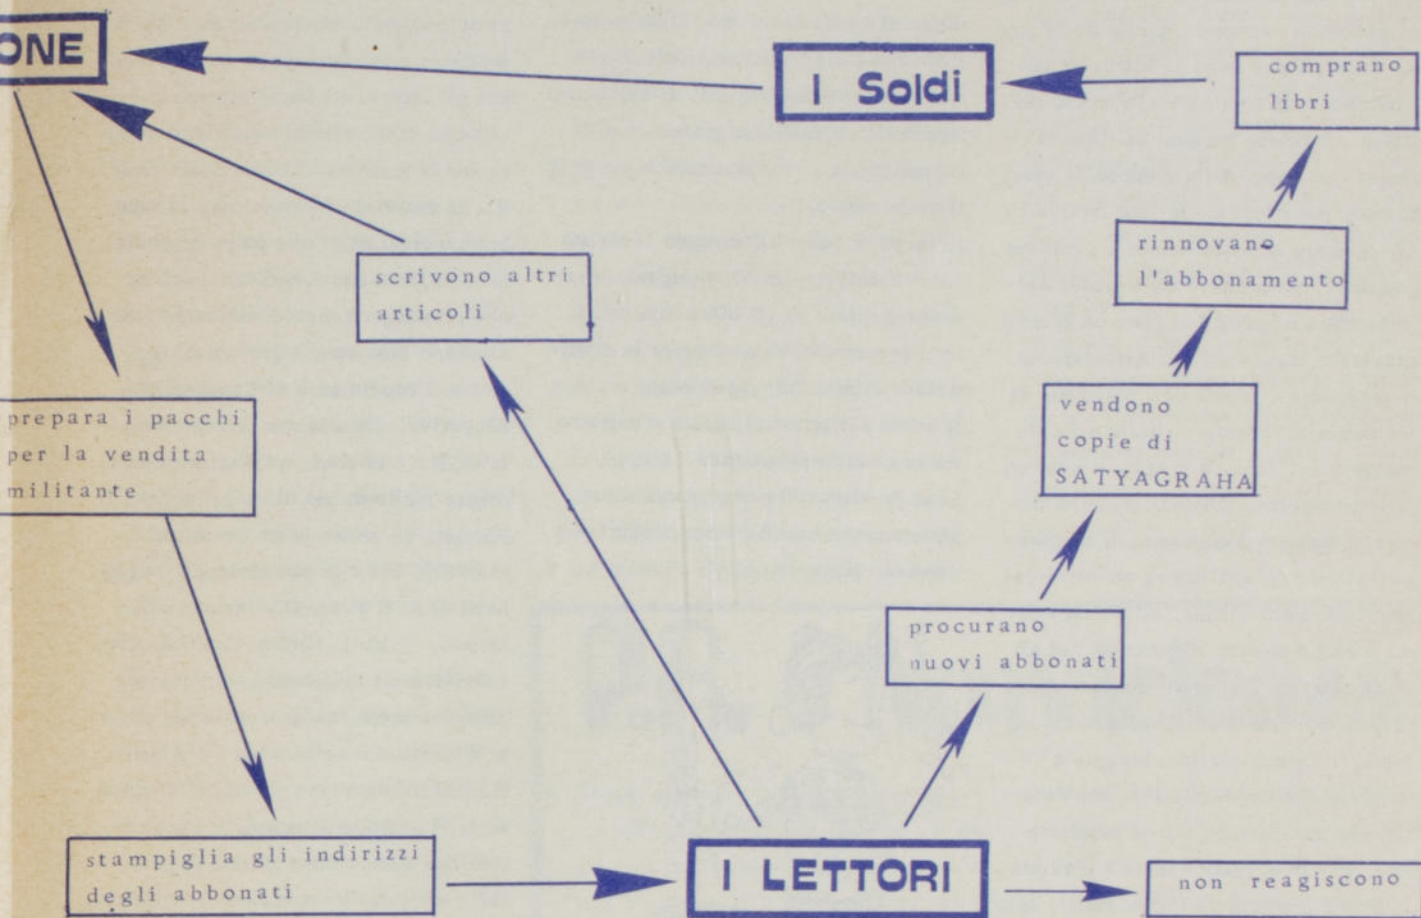 ONE
I Soldi
comprano
libri
rinnovano
l'abbonamento
scrivono altri
articoli
vendono
copie di
SATYAGRAHA
prepara i pacchi
per la vendita
militante
procurano
nuovi abbonati
stampiglia gli indirizzi
degli abbonati
I LETTORI
non reagiscono